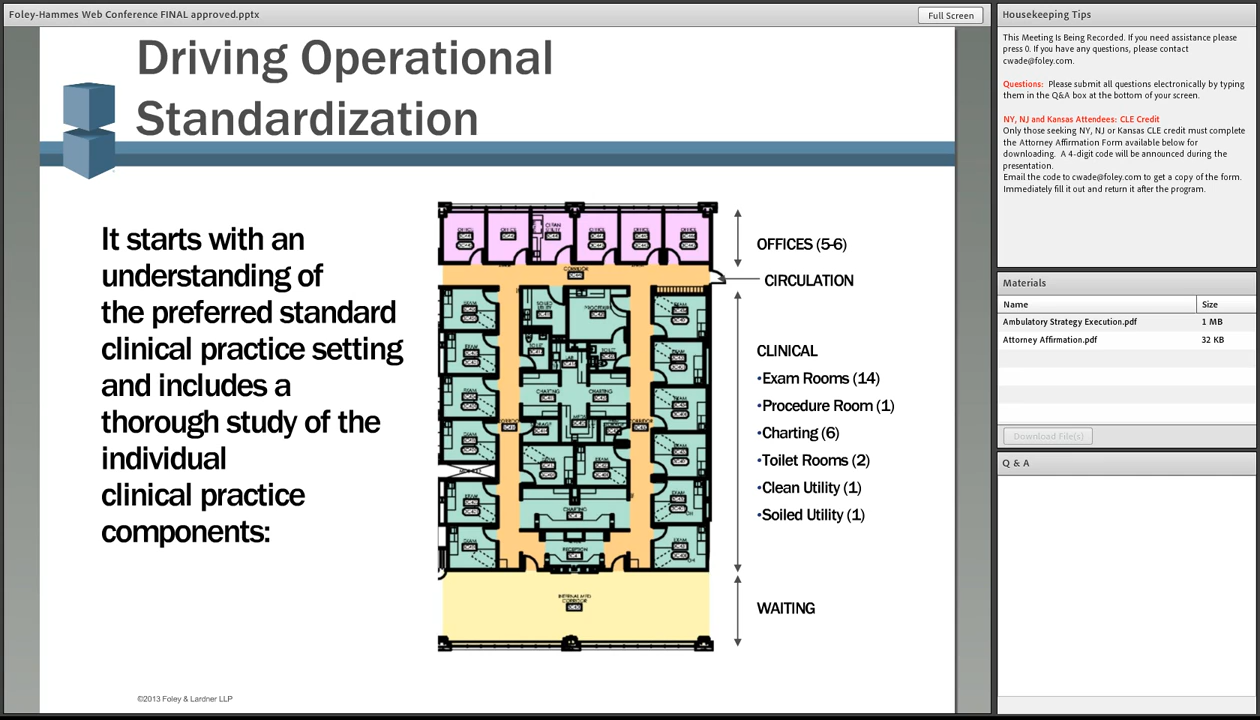 Foley-Hammes Web Conference FINAL approved.pptx
Full Screen
Driving Operational
Standardization
It starts with an
understanding of
the preferred standard
clinical practice setting
and includes a
thorough study of the
individual
clinical practice
components:
OFFICES (5-6)
CIRCULATION
CLINICAL
•Exam Rooms (14)
•Procedure Room (1)
•Charting (6)
•Toilet Rooms (2)
•Clean Utility (1)
•Soiled Utility (1)
WAITING
CORRIDOR
CHARTING
CHARTING
CHARTING
RECEPTION
©2013 Foley & Lardner LLP
Housekeeping Tips
This Meeting Is Being Recorded. If you need assistance please
press 0. If you have any questions, please contact
cwade@foley.com.
Questions: Please submit all questions electronically by typing
them in the Q&A box at the bottom of your screen.
NY, NJ and Kansas Attendees: CLE Credit
Only those seeking NY, NJ or Kansas CLE credit must complete
the Attorney Affirmation Form available below for
downloading. A 4-digit code will be announced during the
presentation.
Email the code to cwade@foley.com to get a copy of the form.
Immediately fill it out and return it after the program.
Materials
Name Size
Ambulatory Strategy Execution.pdf 1 MB
Attorney Affirmation.pdf 32 KB
Download File(s)
Q & A